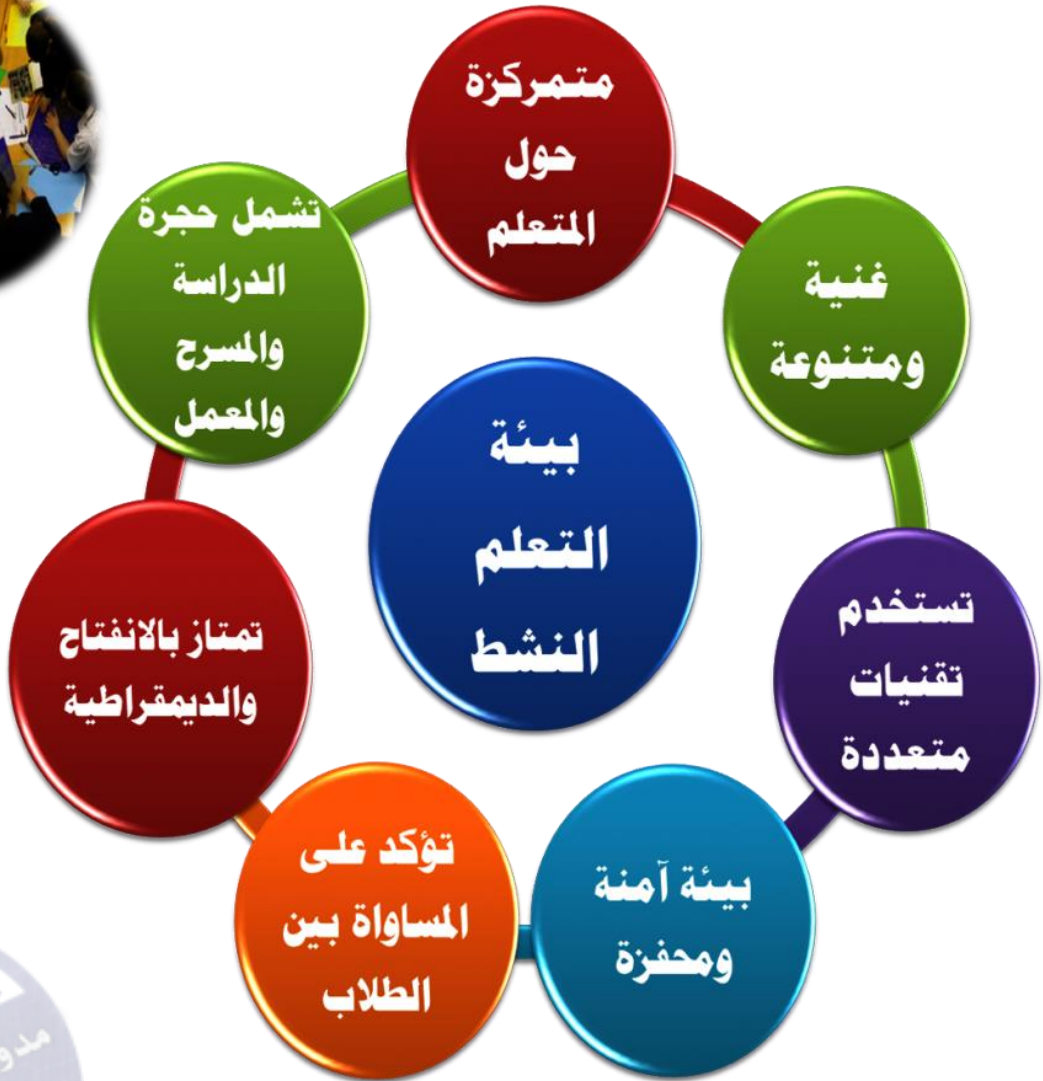 متمركزة
حول
المتعلم
غنية
ومتنوعة
تستخدم
تقنيات
متعددة
بيئة آمنة
ومحفزة
تؤكد على
المساواة بين
الطلاب
تمتاز بالانفتاح
والديمقراطية
تشمل حجرة
الدراسة
والمسرح
والمعمل
بيئة
التعلم
النشط